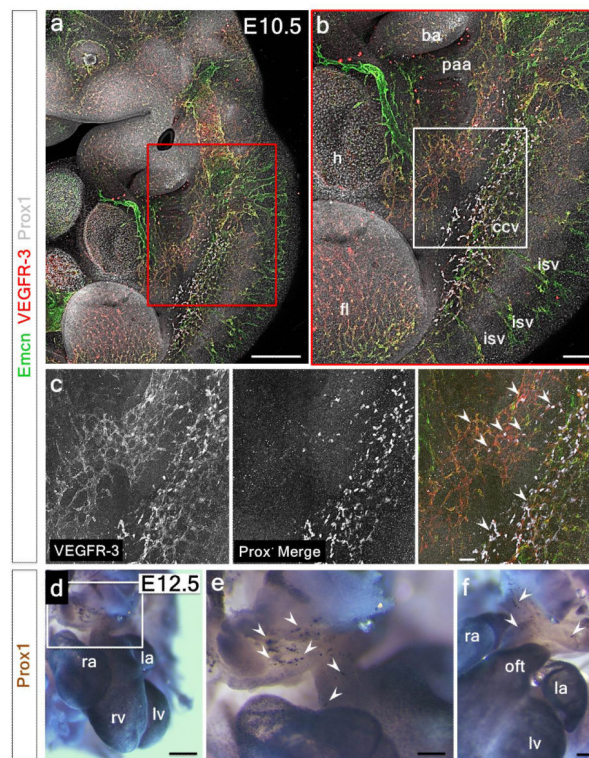 Emcn VEGFR-3 Prox1
a
E10.5
b
ba
paa
h
ccv
isv
fl
isv
isv
c
VEGFR-3
Prox
Merge
Prox1
d
E12.5
ra
la
rv
lv
e
f
ra
oft
la
lv